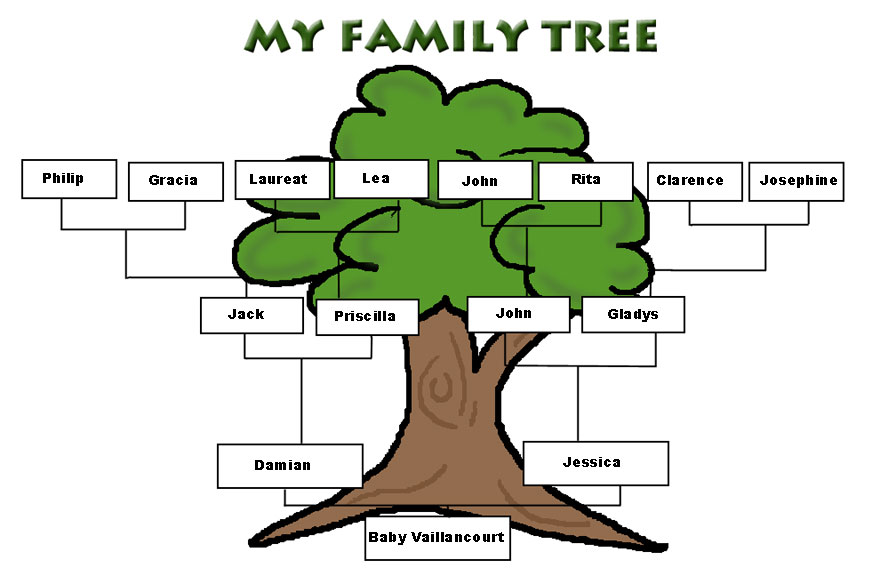 MY FAMILY TREE
Philip
Gracia
Laureat
Lea
John
Rita
Clarence
Josephine
Jack
Priscilla
John
Gladys
Damian
Jessica
Baby Vaillancourt